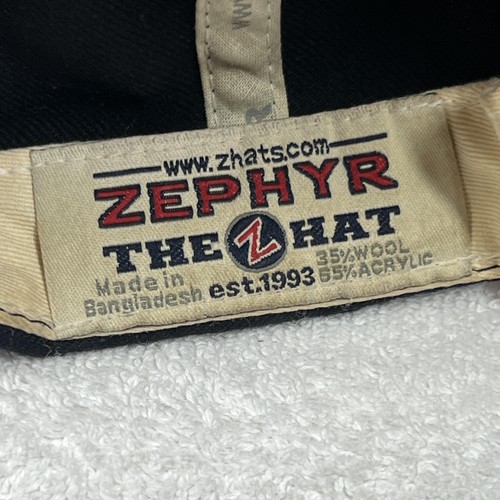 www.zhats.com
ZEPHYR
THE Z HAT
Made in
Bangladesh
est.1993
35%WOOL
65%ACRYLIC